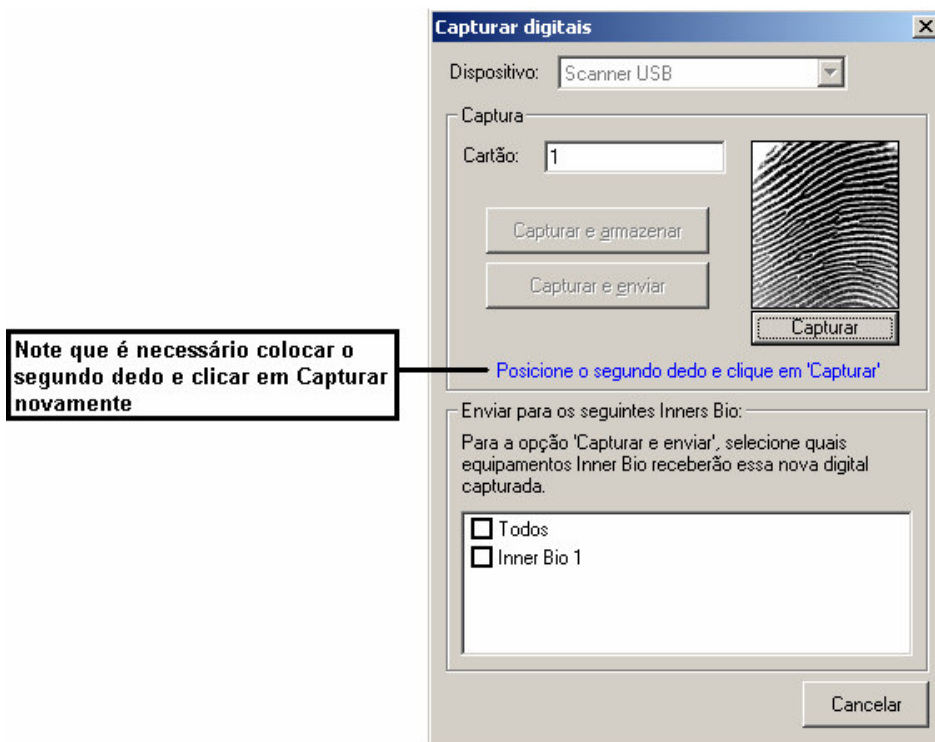 Capturar digitais
Dispositivo: Scanner USB
Captura
Cartão: 1
Capturar e armazenar
Capturar e enviar
Capturar
Note que é necessário colocar o
segundo dedo e clicar em Capturar
novamente
Posicione o segundo dedo e clique em 'Capturar'
Enviar para os seguintes Inners Bio:
Para a opção 'Capturar e enviar', selecione quais
equipamentos Inner Bio receberão essa nova digital
capturada.
Todos
Inner Bio 1
Cancelar